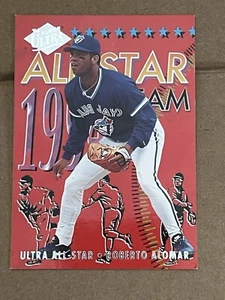 ULTRA
ALL-STAR
199
TEAM
BLUE JAYS
ULTRA ALL-STAR • ROBERTO ALOMAR